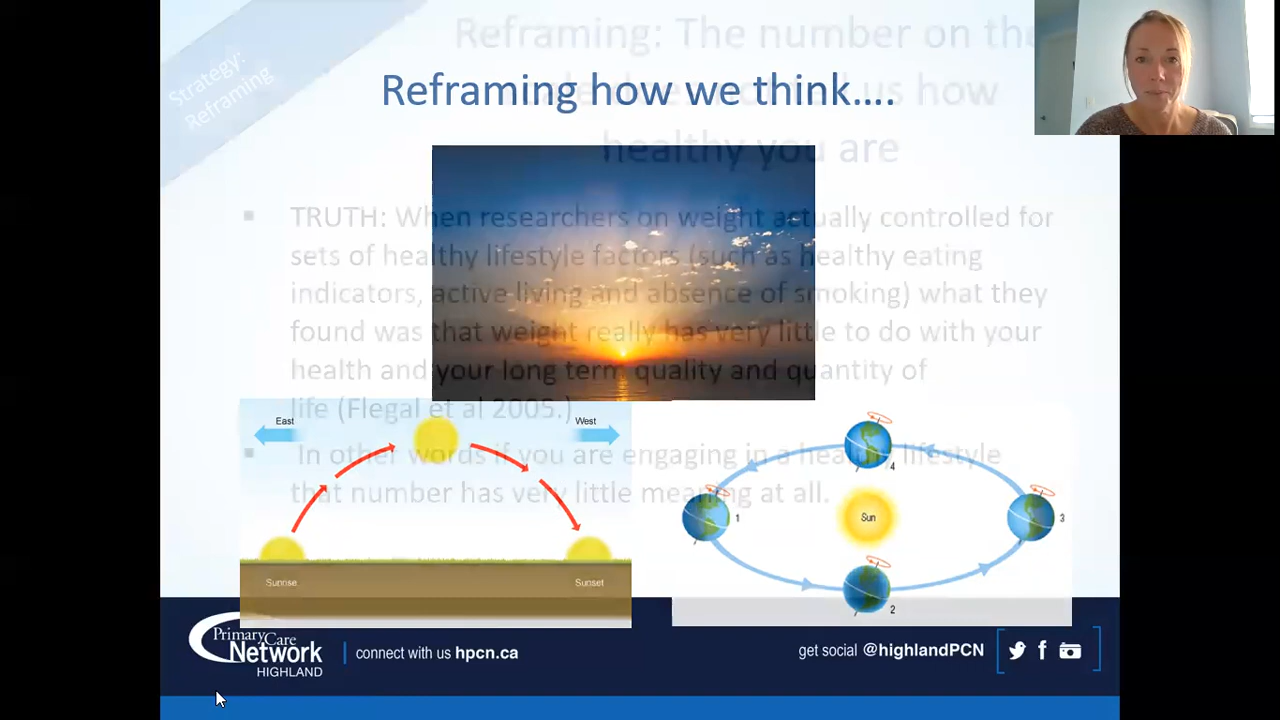 Strategy:
Reframing
Reframing: The number on the
us how
healthy you are
Reframing how we think....
TRUTH: When researchers on weight actually controlled for
sets of healthy lifestyle factors (such as healthy eating
indicators, active living and absence of smoking) what they
found was that weight really has very little to do with your
health and your long term quality and quantity of
life (Flegal et al 2005.)
In other words if you are engaging in a healthy lifestyle
that number has very little meaning at all.
East
West
Sunrise
Sunset
4
1
Sun
3
2
PrimaryCare
Network
HIGHLAND
connect with us hpcn.ca
get social @highlandPCN